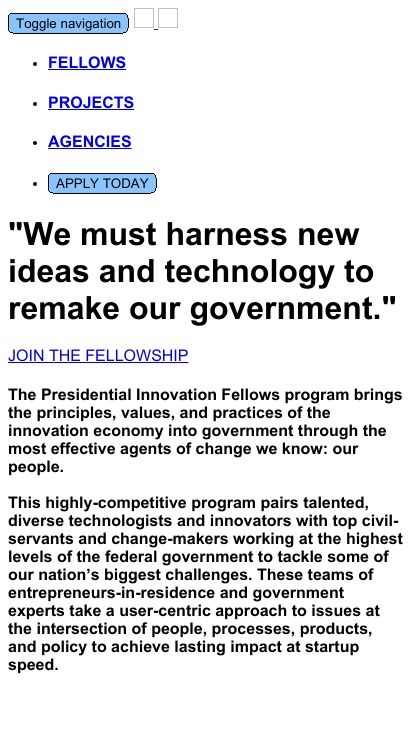 Toggle navigation
FELLOWS
PROJECTS
AGENCIES
APPLY TODAY
"We must harness new
ideas and technology to
remake our government."
JOIN THE FELLOWSHIP
The Presidential Innovation Fellows program brings
the principles, values, and practices of the
innovation economy into government through the
most effective agents of change we know: our
people.
This highly-competitive program pairs talented,
diverse technologists and innovators with top civil-
servants and change-makers working at the highest
levels of the federal government to tackle some of
our nation’s biggest challenges. These teams of
entrepreneurs-in-residence and government
experts take a user-centric approach to issues at
the intersection of people, processes, products,
and policy to achieve lasting impact at startup
speed.